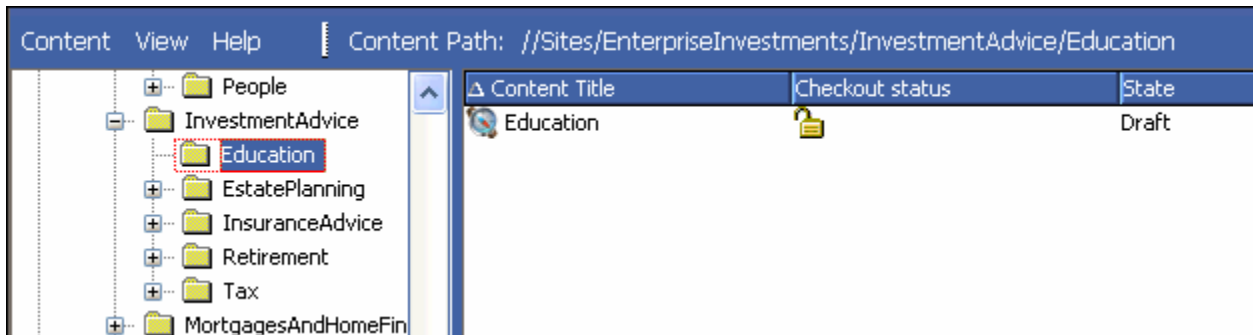 Content View Help Content Path: //Sites/EnterpriseInvestments/InvestmentAdvice/Education
People
InvestmentAdvice
Education
EstatePlanning
InsuranceAdvice
Retirement
Tax
MortgagesAndHomeFin
Content Title Checkout status State
Education Draft